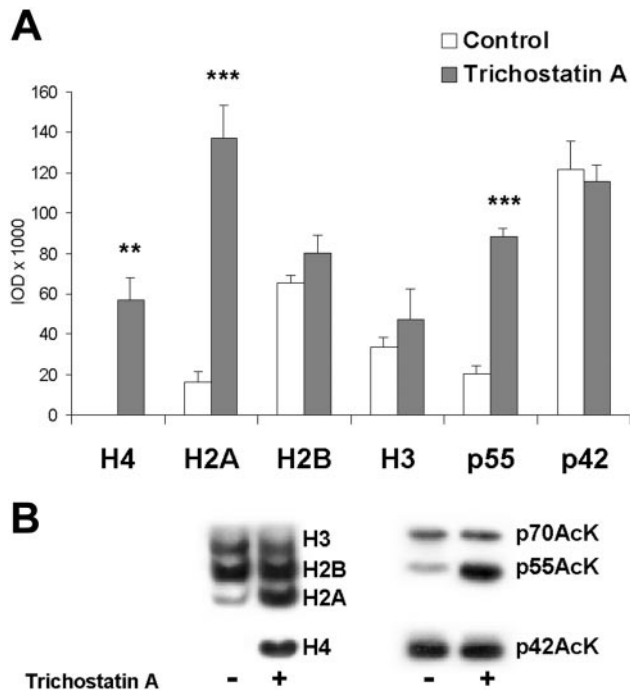 A
Control
Trichostatin A
IOD x 1000
160
140
120
100
80
60
40
20
0
**
***
***
H4 H2A H2B H3 p55 p42
B
H3
H2B
H2A
H4
p70AcK
p55AcK
p42AcK
Trichostatin A - + - +